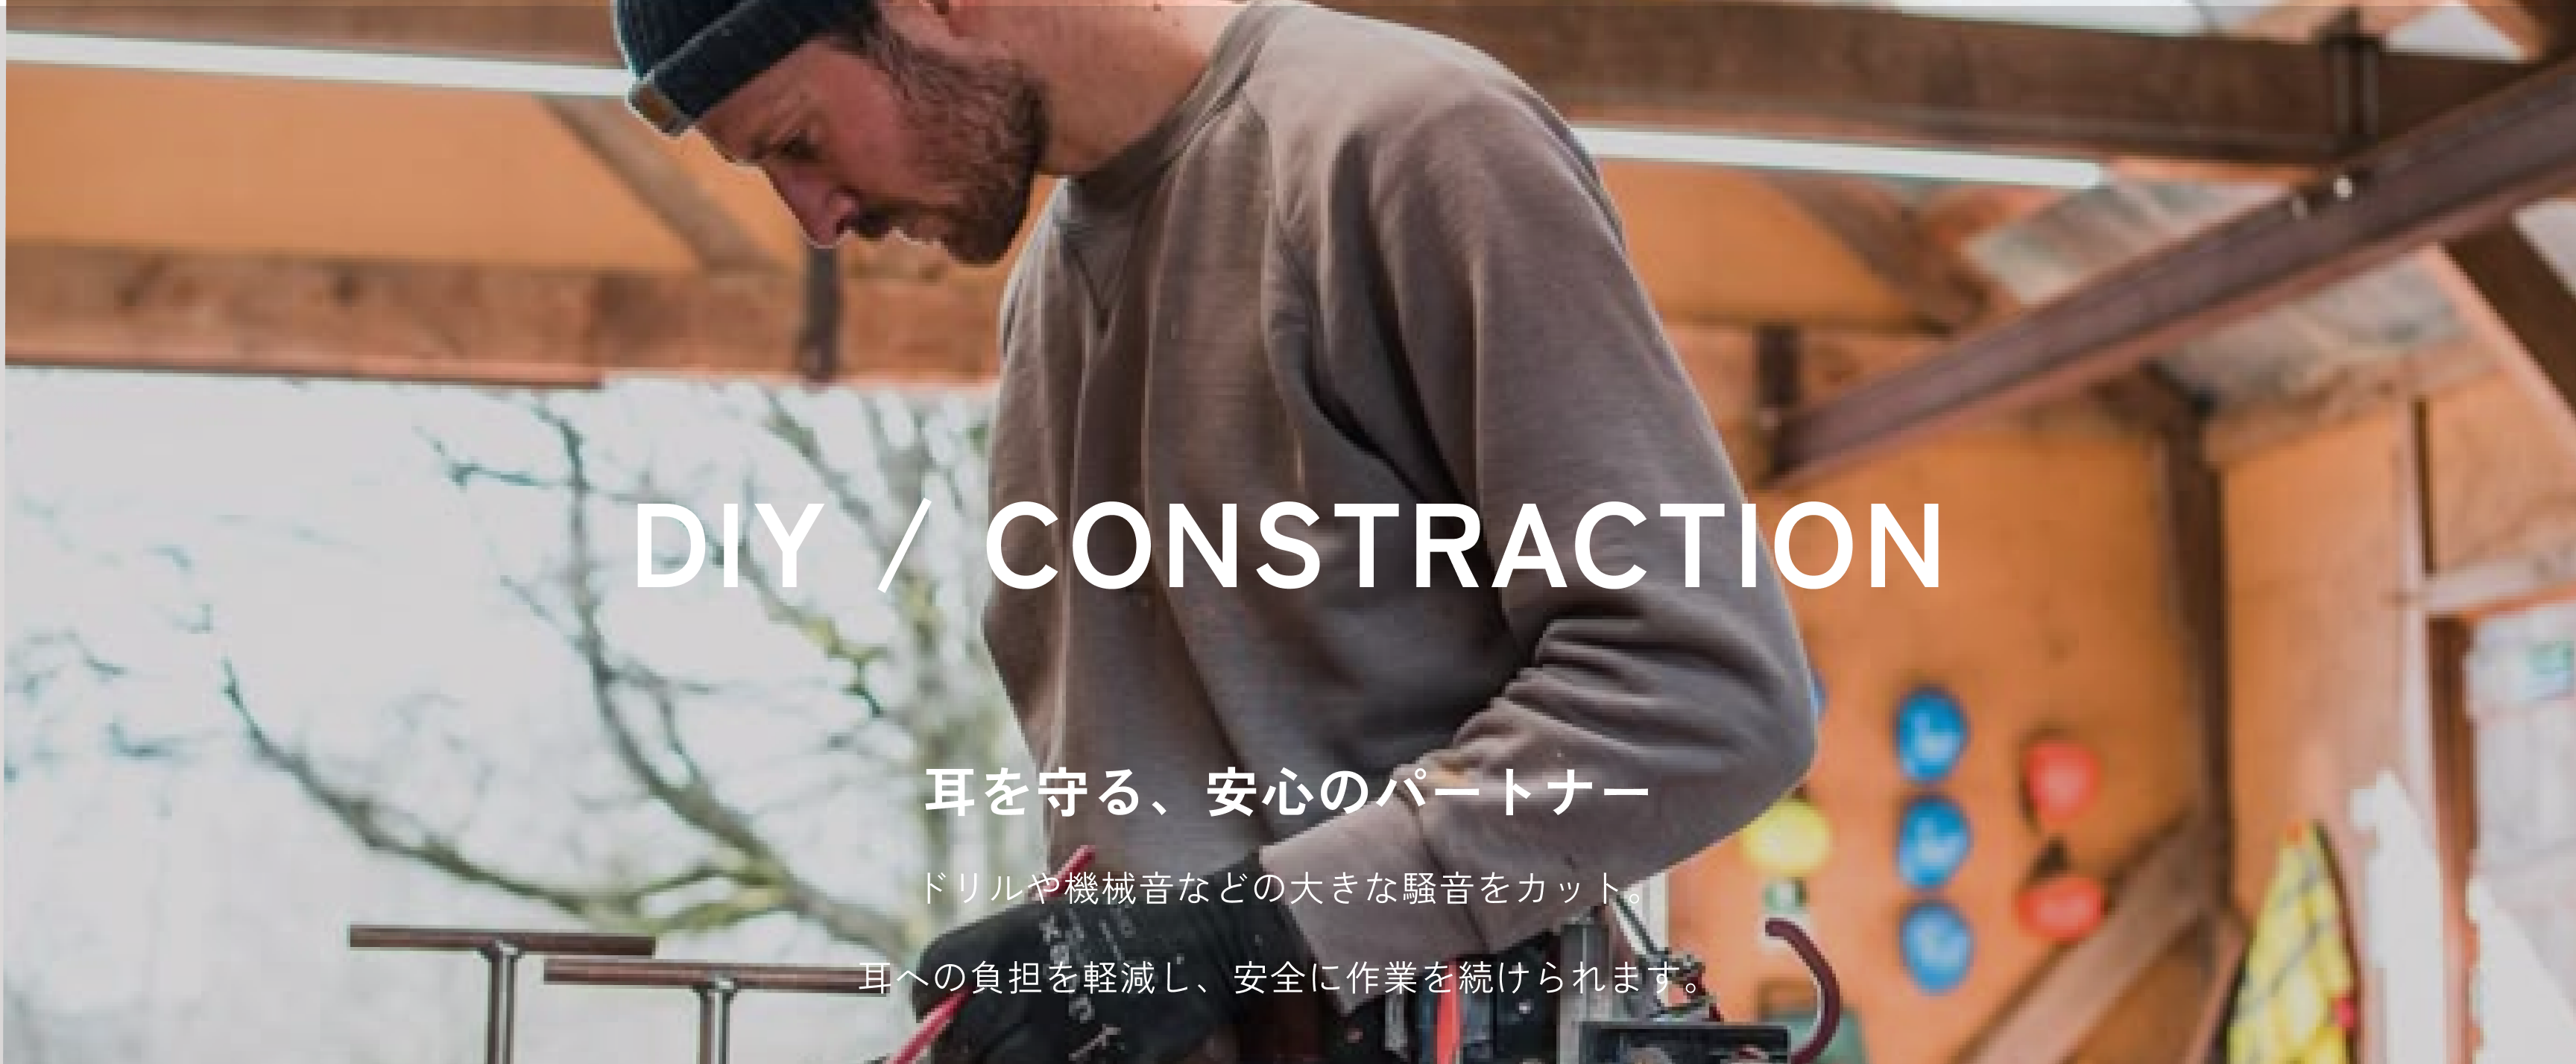 DIY / CONSTRACTION
耳を守る、安心のパートナー
ドリルや機械音などの大きな騒音をカット。
耳への負担を軽減し、安全に作業を続けられます。